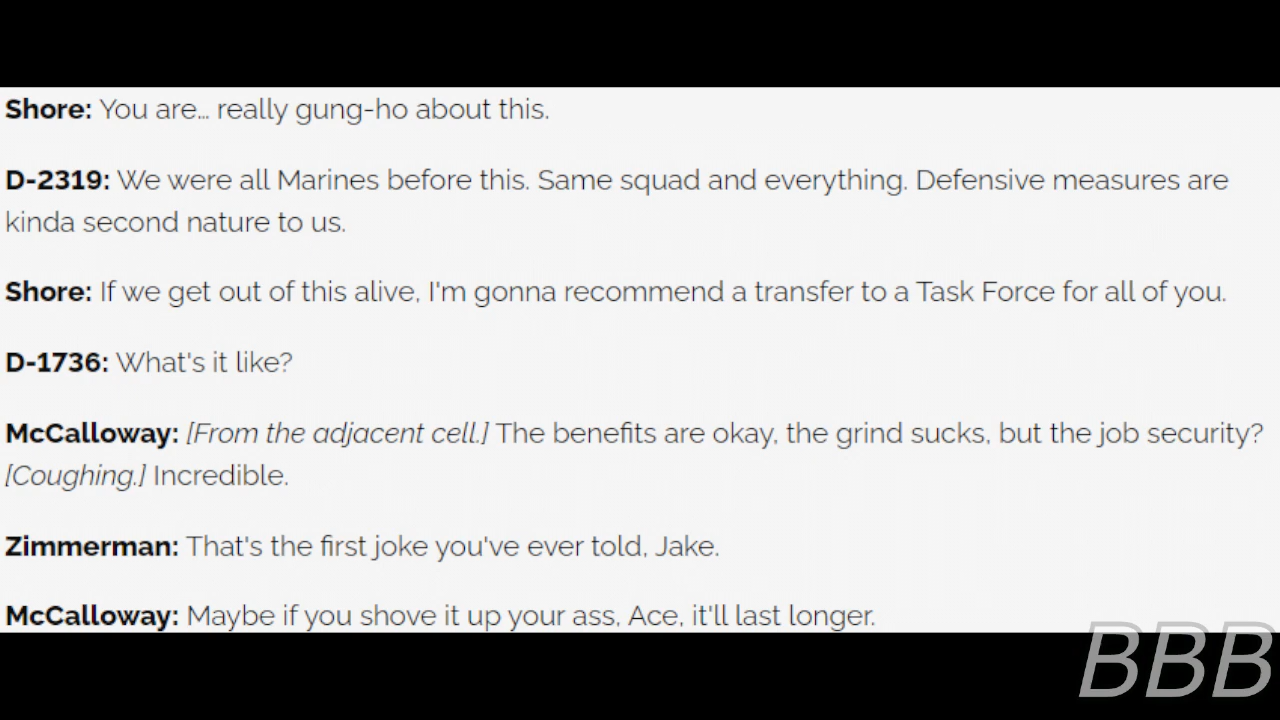 Shore: You are… really gung-ho about this.
D-2319: We were all Marines before this. Same squad and everything. Defensive measures are
kinda second nature to us.
Shore: If we get out of this alive, I'm gonna recommend a transfer to a Task Force for all of you.
D-1736: What's it like?
McCalloway: [From the adjacent cell.] The benefits are okay, the grind sucks, but the job security?
[Coughing.] Incredible.
Zimmerman: That's the first joke you've ever told, Jake.
McCalloway: Maybe if you shove it up your ass, Ace, it'll last longer.
BBB